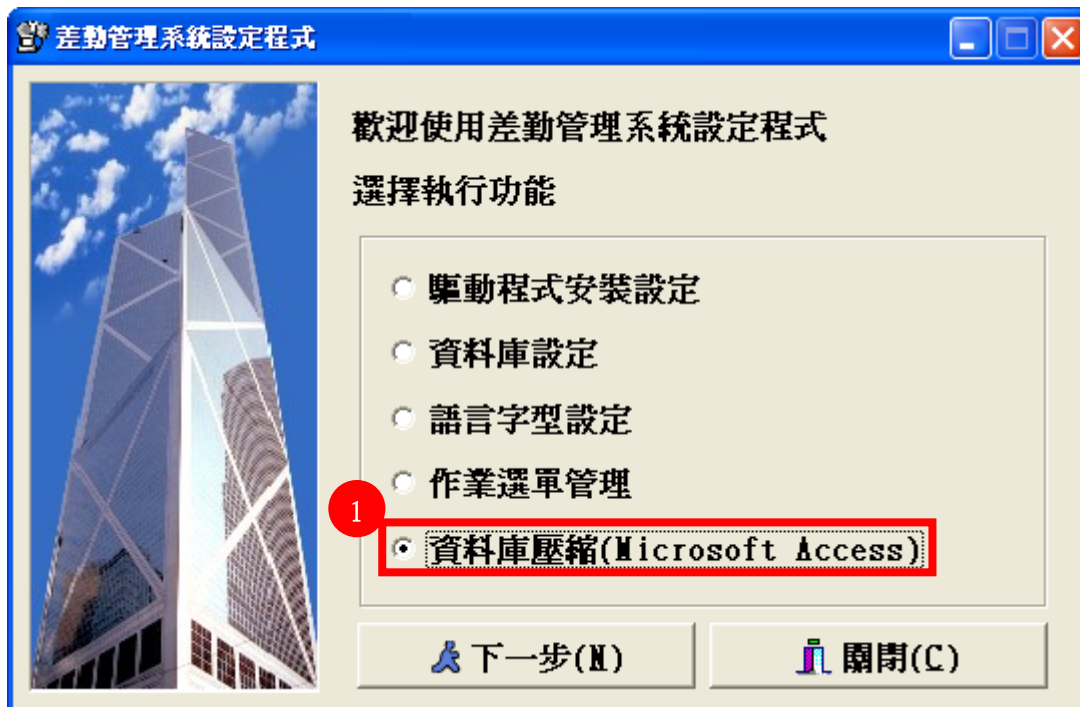 差勤管理系統設定程式
歡迎使用差勤管理系統設定程式
選擇執行功能
驅動程式安裝設定
資料庫設定
語言字型設定
作業選單管理
1
資料庫壓縮(Microsoft Access)
下一步(N)
關閉(C)